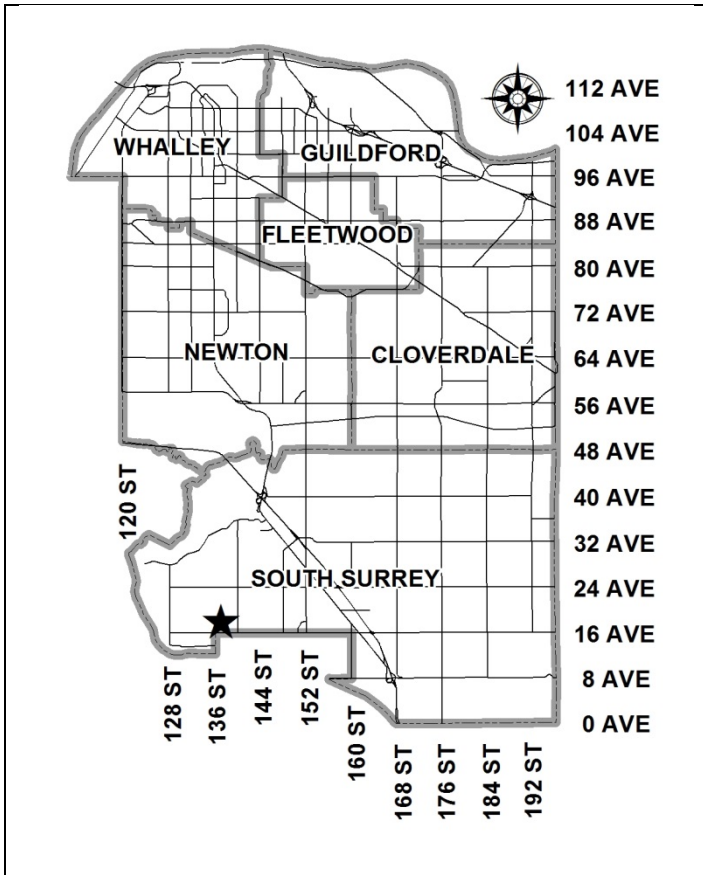 112 AVE
104 AVE
WHALLEY
GUILDFORD
96 AVE
88 AVE
FLEETWOOD
80 AVE
72 AVE
NEWTON
CLOVERDALE
64 AVE
56 AVE
48 AVE
120 ST
40 AVE
32 AVE
SOUTH SURREY
24 AVE
16 AVE
128 ST
136 ST
144 ST
152 ST
8 AVE
160 ST
0 AVE
168 ST
176 ST
184 ST
192 ST